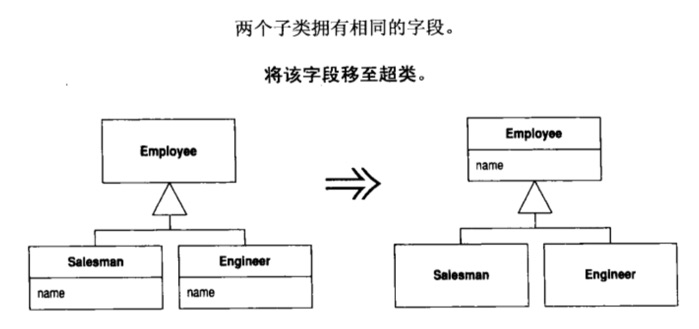 两个子类拥有相同的字段。
将该字段移至超类。
Employee
Salesman
name
Engineer
name
Employee
name
Salesman
Engineer